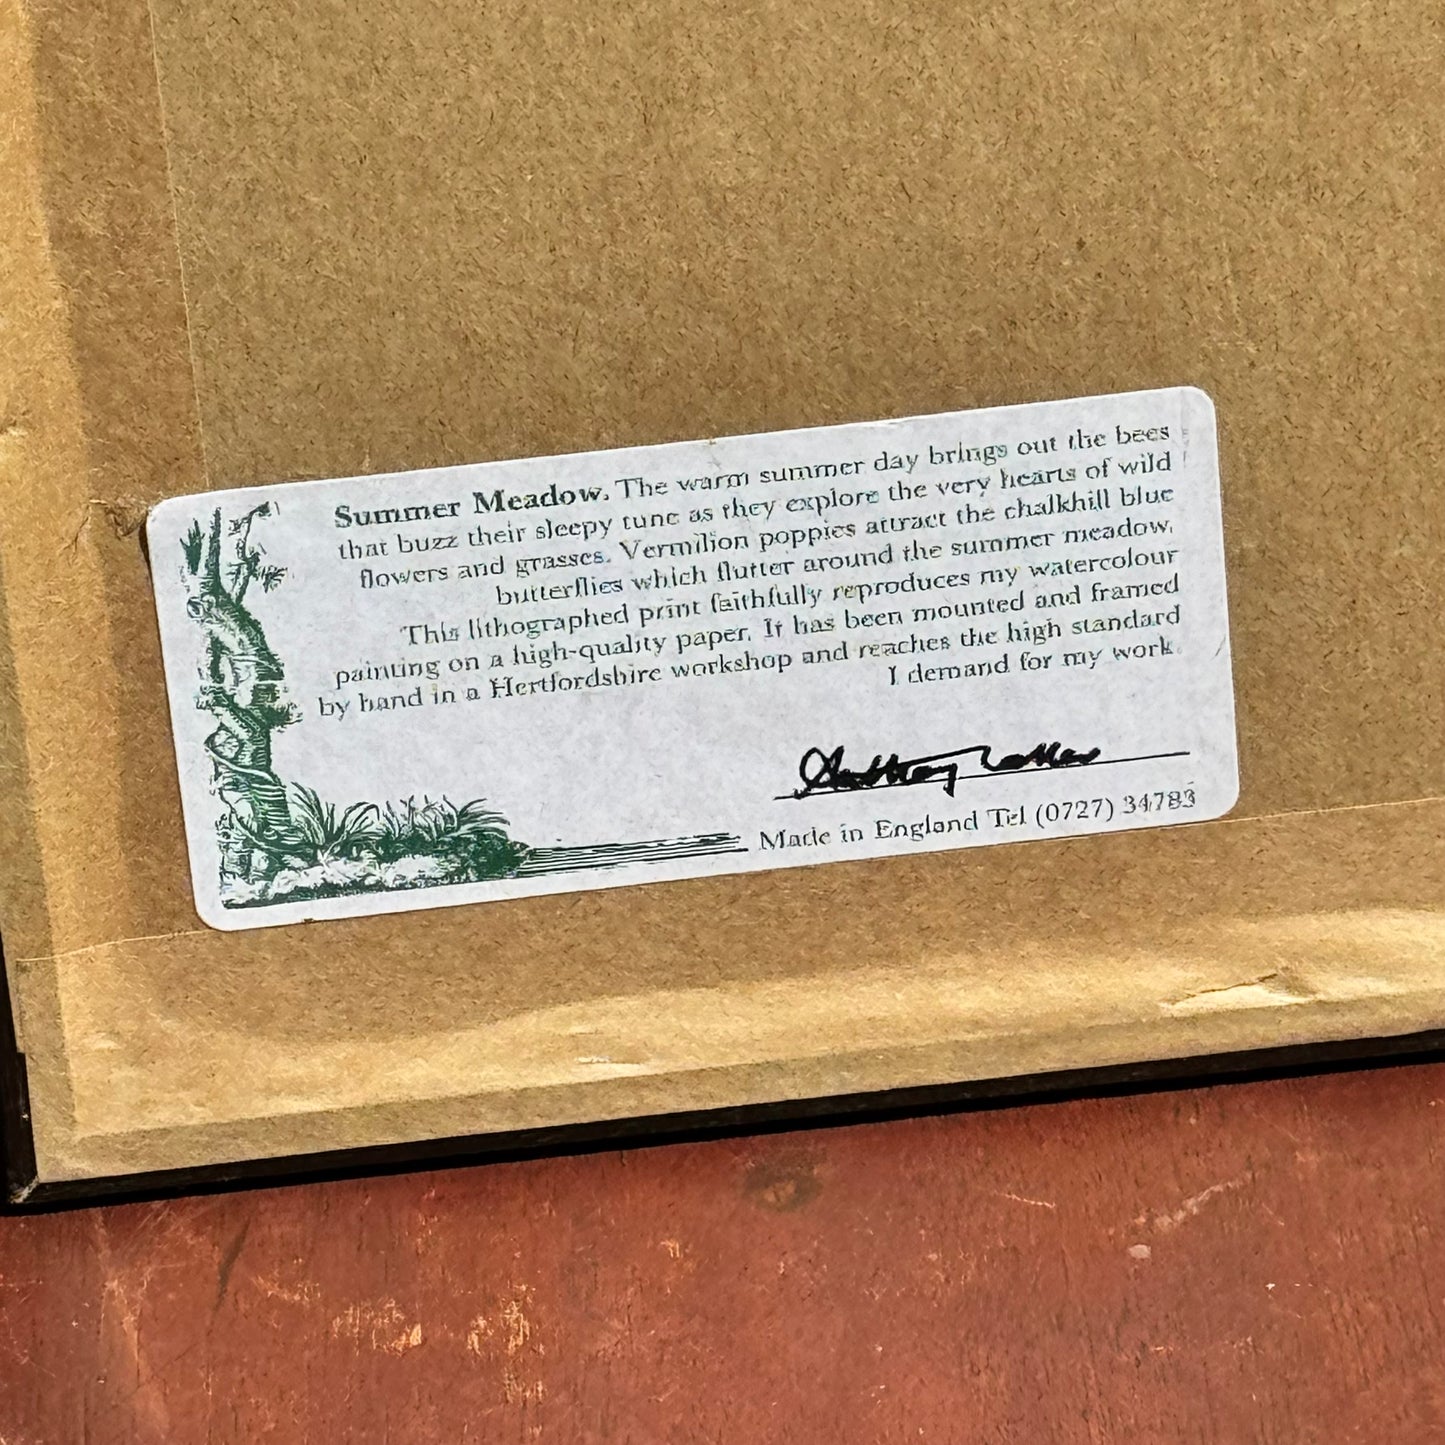 Summer Meadow. The warm summer day brings out the bees
that buzz their sleepy tune as they explore the very hearts of wild
flowers and grasses. Vermilion poppies attract the chalkhill blue
butterflies which flutter around the summer meadow.
This lithographed print faithfully reproduces my watercolour
painting on a high-quality paper. It has been mounted and framed
by hand in a Hertfordshire workshop and reaches the high standard
I demand for my work.
Anthony
Made in England Tel (0727) 34783